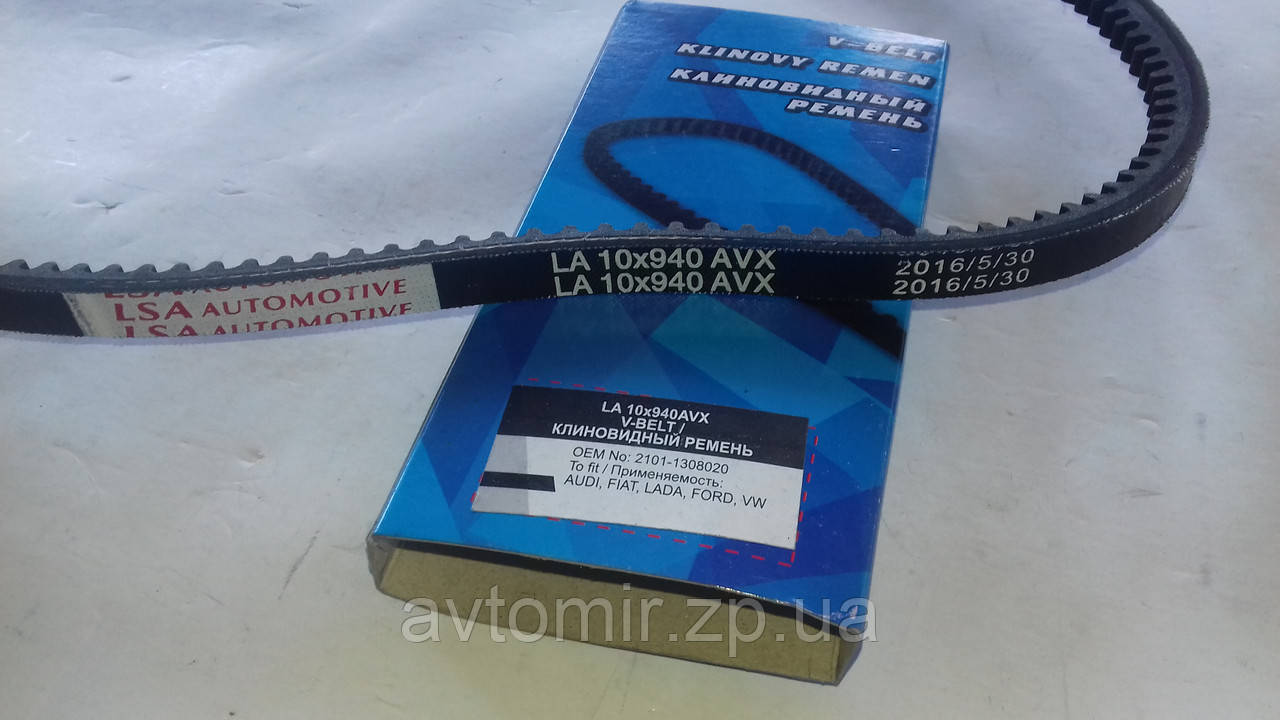 V-BELT
KLINOVY REMEN
КЛИНОВИДНЫЙ
РЕМЕНЬ
LSA AUTOMOTIVE
LSA AUTOMOTIVE
LSA AUTOMOTIVE
LA 10x940 AVX
LA 10x940 AVX
2016/5/30
2016/5/30
LA 10x940AVX
V-BELT /
КЛИНОВИДНЫЙ РЕМЕНЬ
OEM No: 2101-1308020
To fit / Применяемость:
AUDI, FIAT, LADA, FORD, VW
avtomir.zp.ua